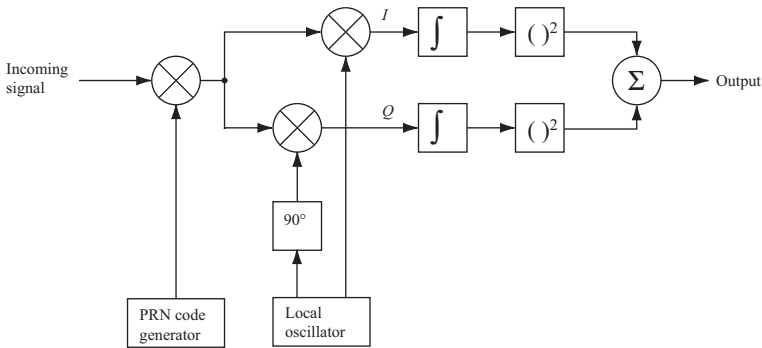 I
∫
( )²
Incoming
signal
Σ
Output
Q
∫
( )²
90°
PRN code
generator
Local
oscillator